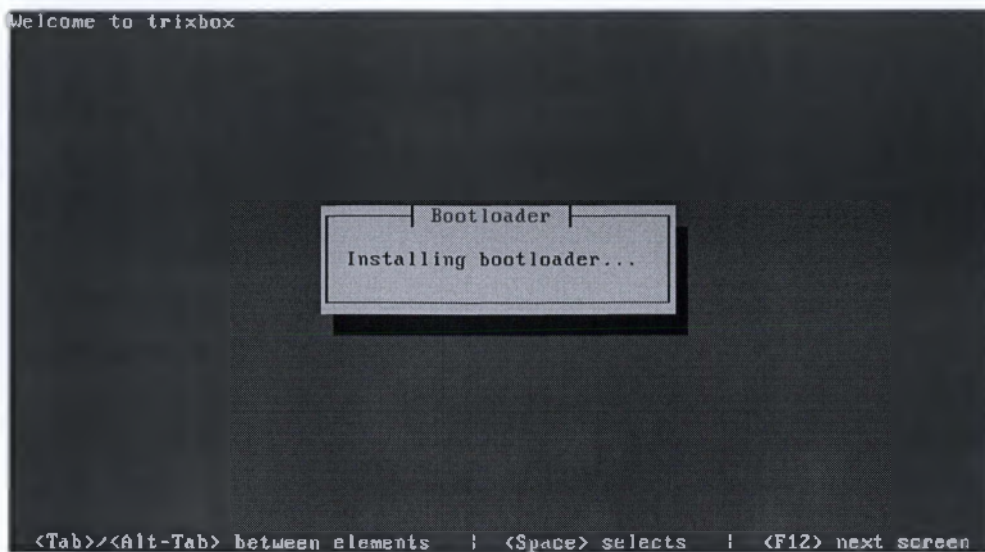 Welcome to trixbox
Bootloader
Installing bootloader...
<Tab>/<Alt-Tab> between elements | <Space> selects | <F12> next screen